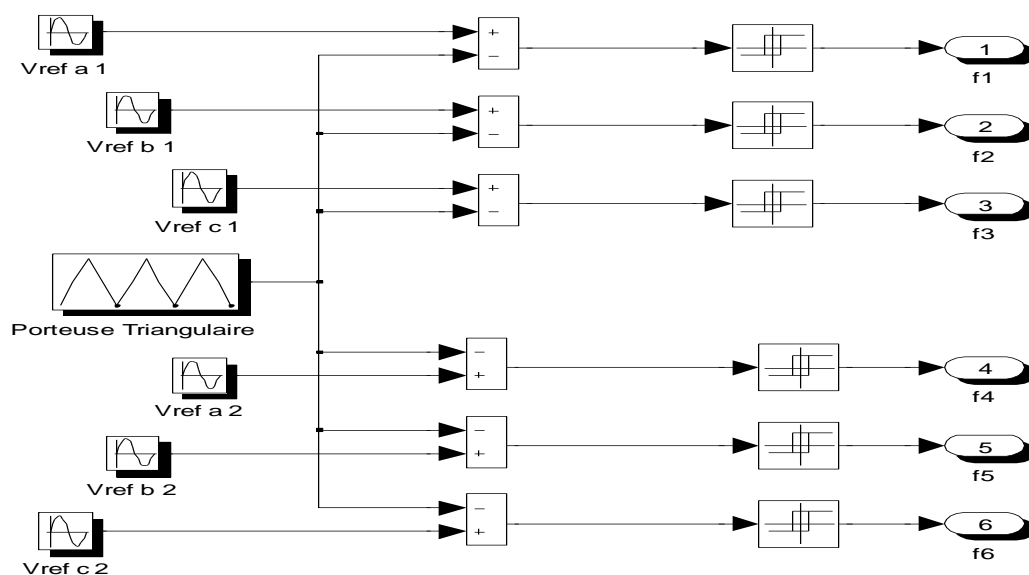 Vref a 1
+
−
1
f1
Vref b 1
+
−
2
f2
Vref c 1
+
−
3
f3
Porteuse Triangulaire
Vref a 2
−
+
4
f4
Vref b 2
−
+
5
f5
Vref c 2
−
+
6
f6